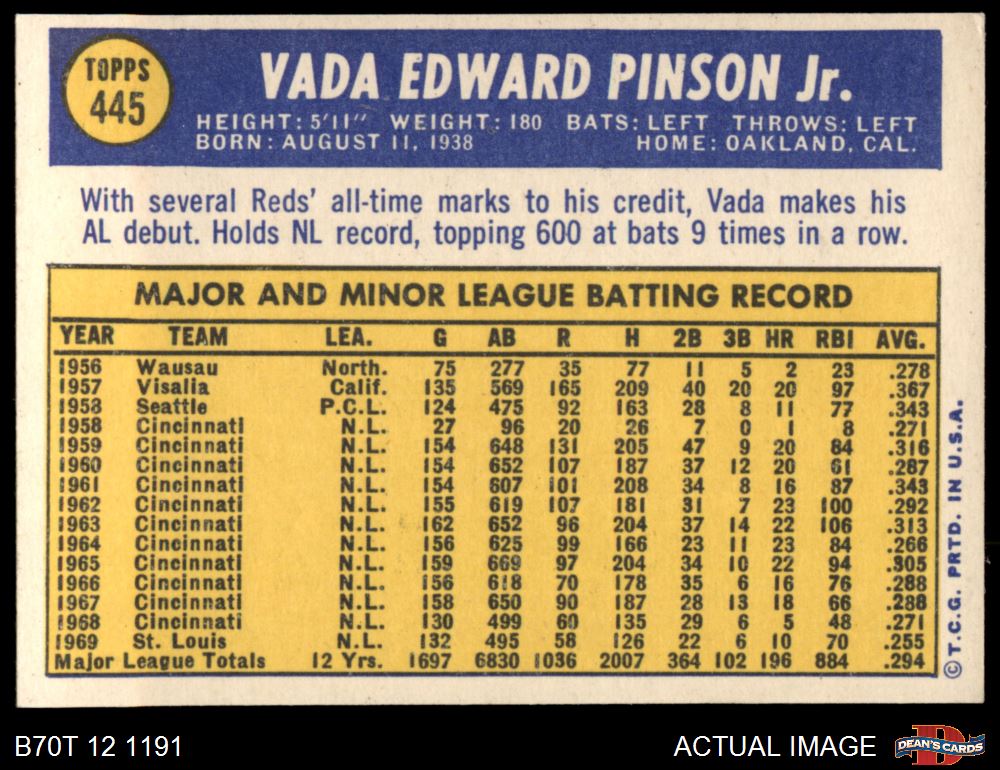 TOPPS
445
VADA EDWARD PINSON Jr.
HEIGHT: 5'11" WEIGHT: 180 BATS: LEFT THROWS: LEFT
BORN: AUGUST 11, 1938 HOME: OAKLAND, CAL.
With several Reds' all-time marks to his credit, Vada makes his
AL debut. Holds NL record, topping 600 at bats 9 times in a row.
MAJOR AND MINOR LEAGUE BATTING RECORD
YEAR TEAM LEA. G AB R H 2B 3B HR RBI AVG.
1956 Wausau North. 75 277 35 77 11 5 2 23 .278
1957 Visalia Calif. 135 569 165 209 40 20 20 97 .367
1958 Seattle P.C.L. 124 475 92 163 28 8 11 77 .343
1958 Cincinnati N.L. 27 96 20 26 7 0 1 8 .271
1959 Cincinnati N.L. 154 648 131 205 47 9 20 84 .316
1960 Cincinnati N.L. 154 652 107 187 37 12 20 61 .287
1961 Cincinnati N.L. 154 607 101 208 34 8 16 87 .343
1962 Cincinnati N.L. 155 619 107 181 31 7 23 100 .292
1963 Cincinnati N.L. 162 652 96 204 37 14 22 106 .313
1964 Cincinnati N.L. 156 625 99 166 23 11 23 84 .266
1965 Cincinnati N.L. 159 669 97 204 34 10 22 94 .305
1966 Cincinnati N.L. 156 618 70 178 35 6 16 76 .288
1967 Cincinnati N.L. 158 650 90 187 28 13 18 66 .288
1968 Cincinnati N.L. 130 499 60 135 29 6 5 48 .271
1969 St. Louis N.L. 132 495 58 126 22 6 10 70 .255
Major League Totals 12 Yrs. 1697 6830 1036 2007 364 102 196 884 .294
© T.C.G. PRTD. IN U.S.A.
B70T 12 1191
ACTUAL IMAGE
D
DEAN'S CARDS